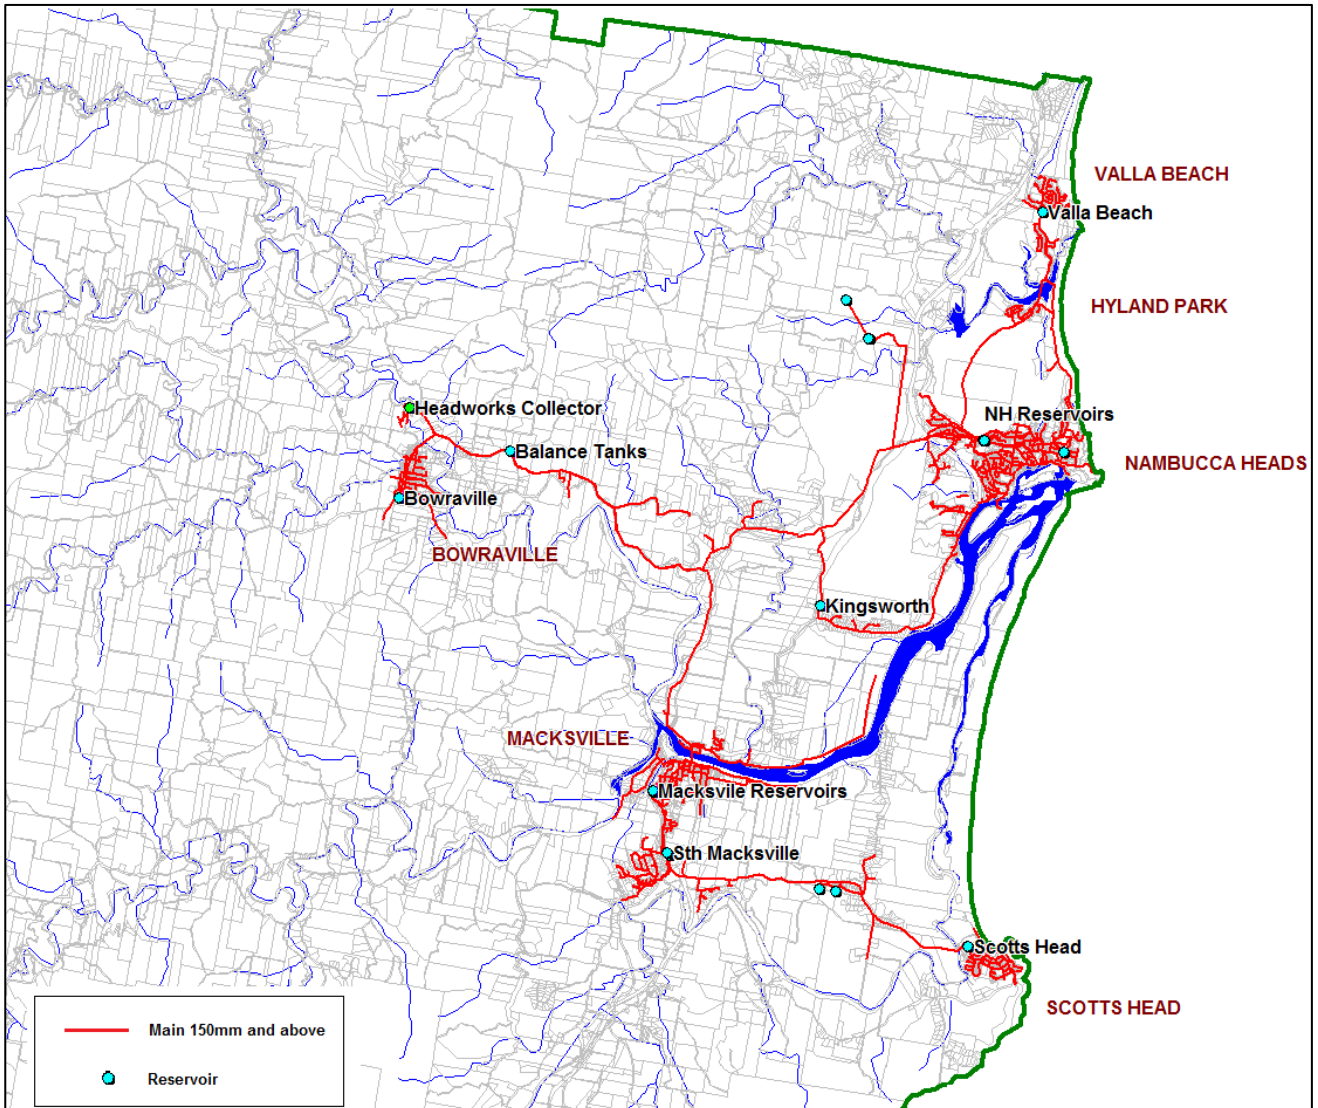 VALLA BEACH
Valla Beach
HYLAND PARK
Headworks Collector
NH Reservoirs
Balance Tanks
NAMBUCCA HEADS
Bowraville
BOWRAVILLE
Kingsworth
MACKSVILLE
Macksvile Reservoirs
Sth Macksville
Scotts Head
SCOTTS HEAD
Main 150mm and above
Reservoir